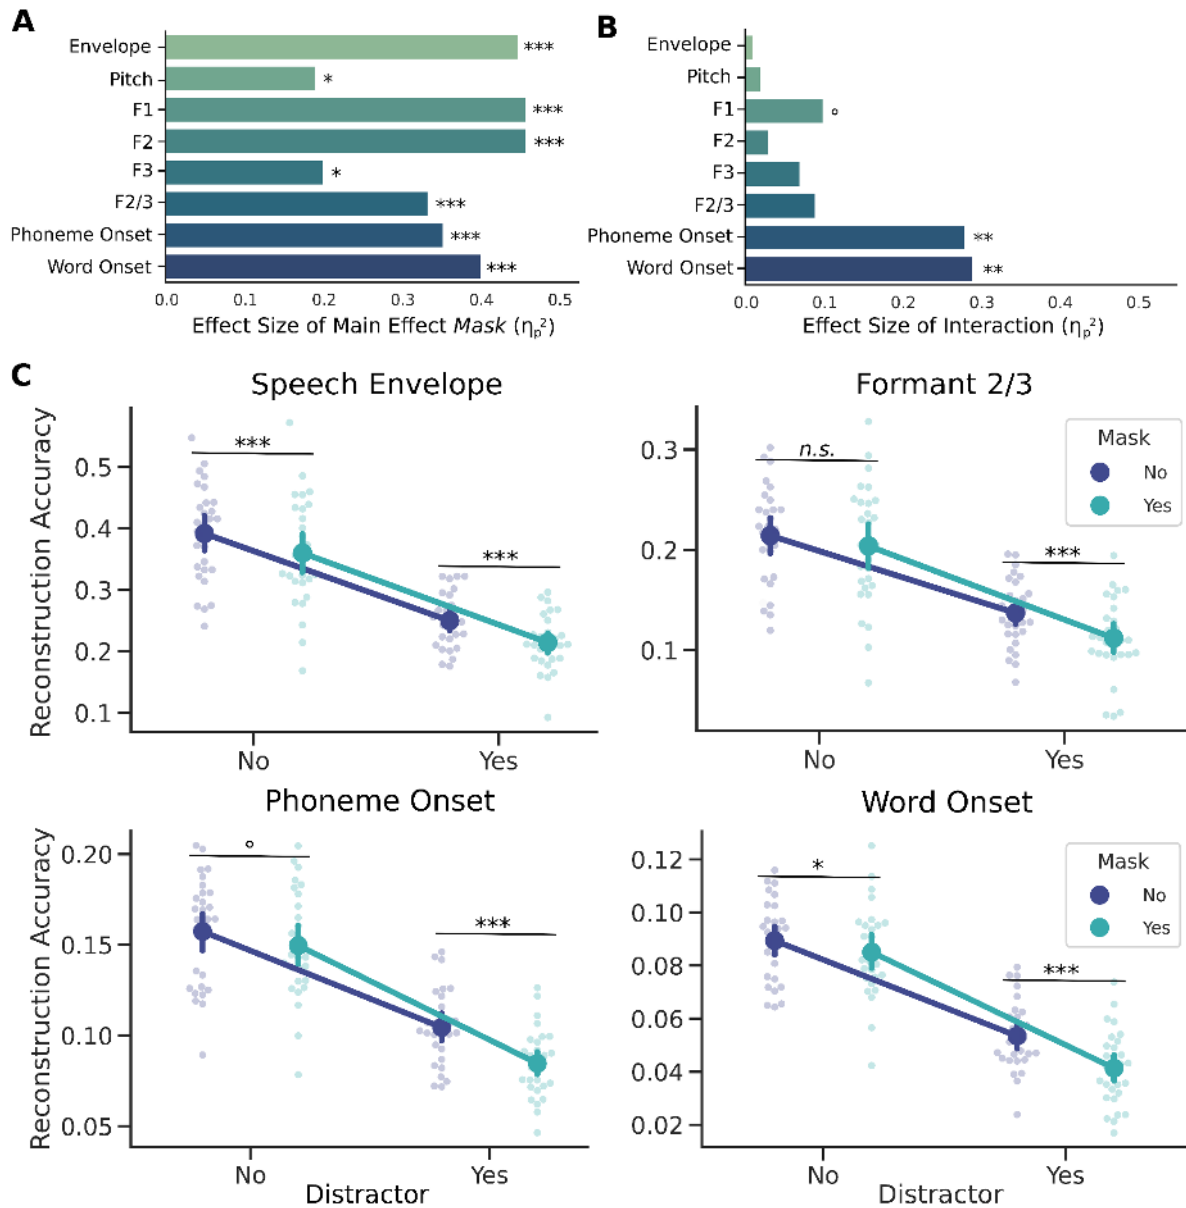 A
Envelope ***
Pitch *
F1 ***
F2 ***
F3 *
F2/3 ***
Phoneme Onset ***
Word Onset ***
0.0 0.1 0.2 0.3 0.4 0.5
Effect Size of Main Effect Mask (ηp²)
B
Envelope
Pitch
F1 °
F2
F3
F2/3
Phoneme Onset **
Word Onset **
0.0 0.1 0.2 0.3 0.4 0.5
Effect Size of Interaction (ηp²)
C
Speech Envelope
Reconstruction Accuracy
0.5
0.4
0.3
0.2
0.1
***
***
No Yes
Formant 2/3
0.3
0.2
0.1
n.s.
***
Mask
No
Yes
No Yes
Phoneme Onset
Reconstruction Accuracy
0.20
0.15
0.10
0.05
°
***
No Yes
Distractor
Word Onset
0.12
0.10
0.08
0.06
0.04
0.02
*
***
Mask
No
Yes
No Yes
Distractor